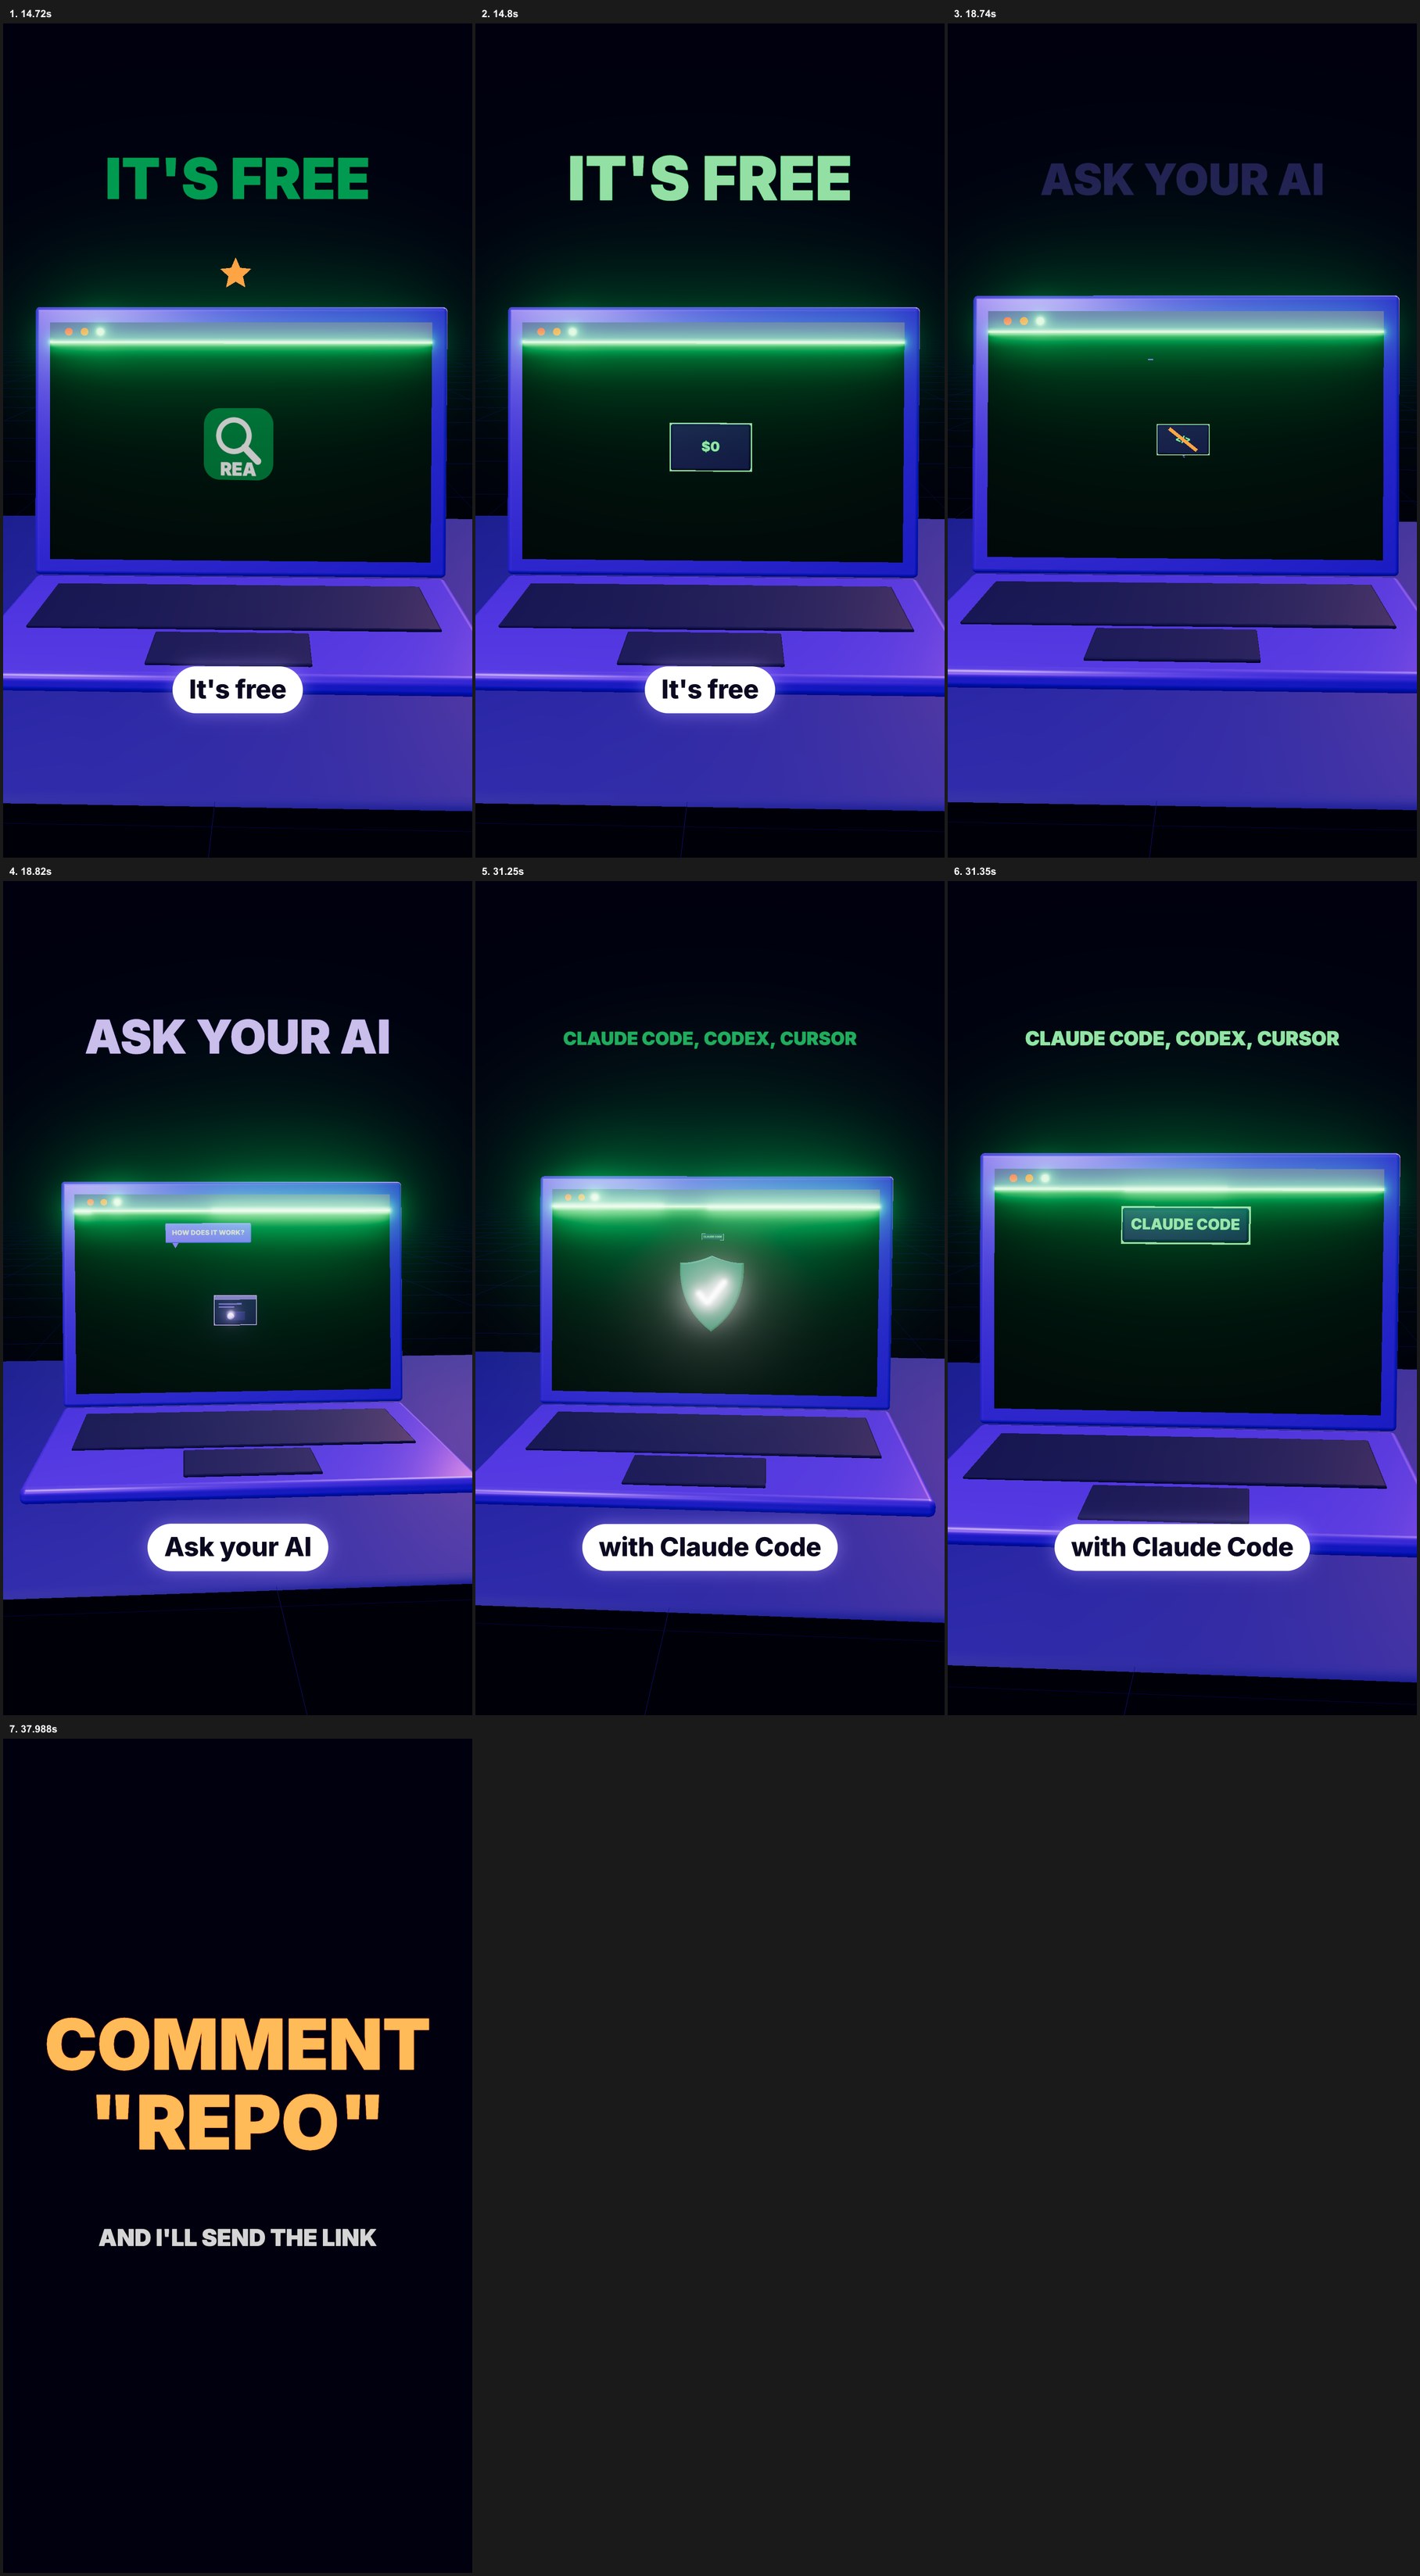 1. 14.72s
IT'S FREE
REA
It's free
2. 14.8s
IT'S FREE
$0
It's free
3. 18.74s
ASK YOUR AI
4. 18.82s
ASK YOUR AI
HOW DOES IT WORK?
Ask your AI
5. 31.25s
CLAUDE CODE, CODEX, CURSOR
with Claude Code
6. 31.35s
CLAUDE CODE, CODEX, CURSOR
CLAUDE CODE
with Claude Code
7. 37.988s
COMMENT
"REPO"
AND I'LL SEND THE LINK